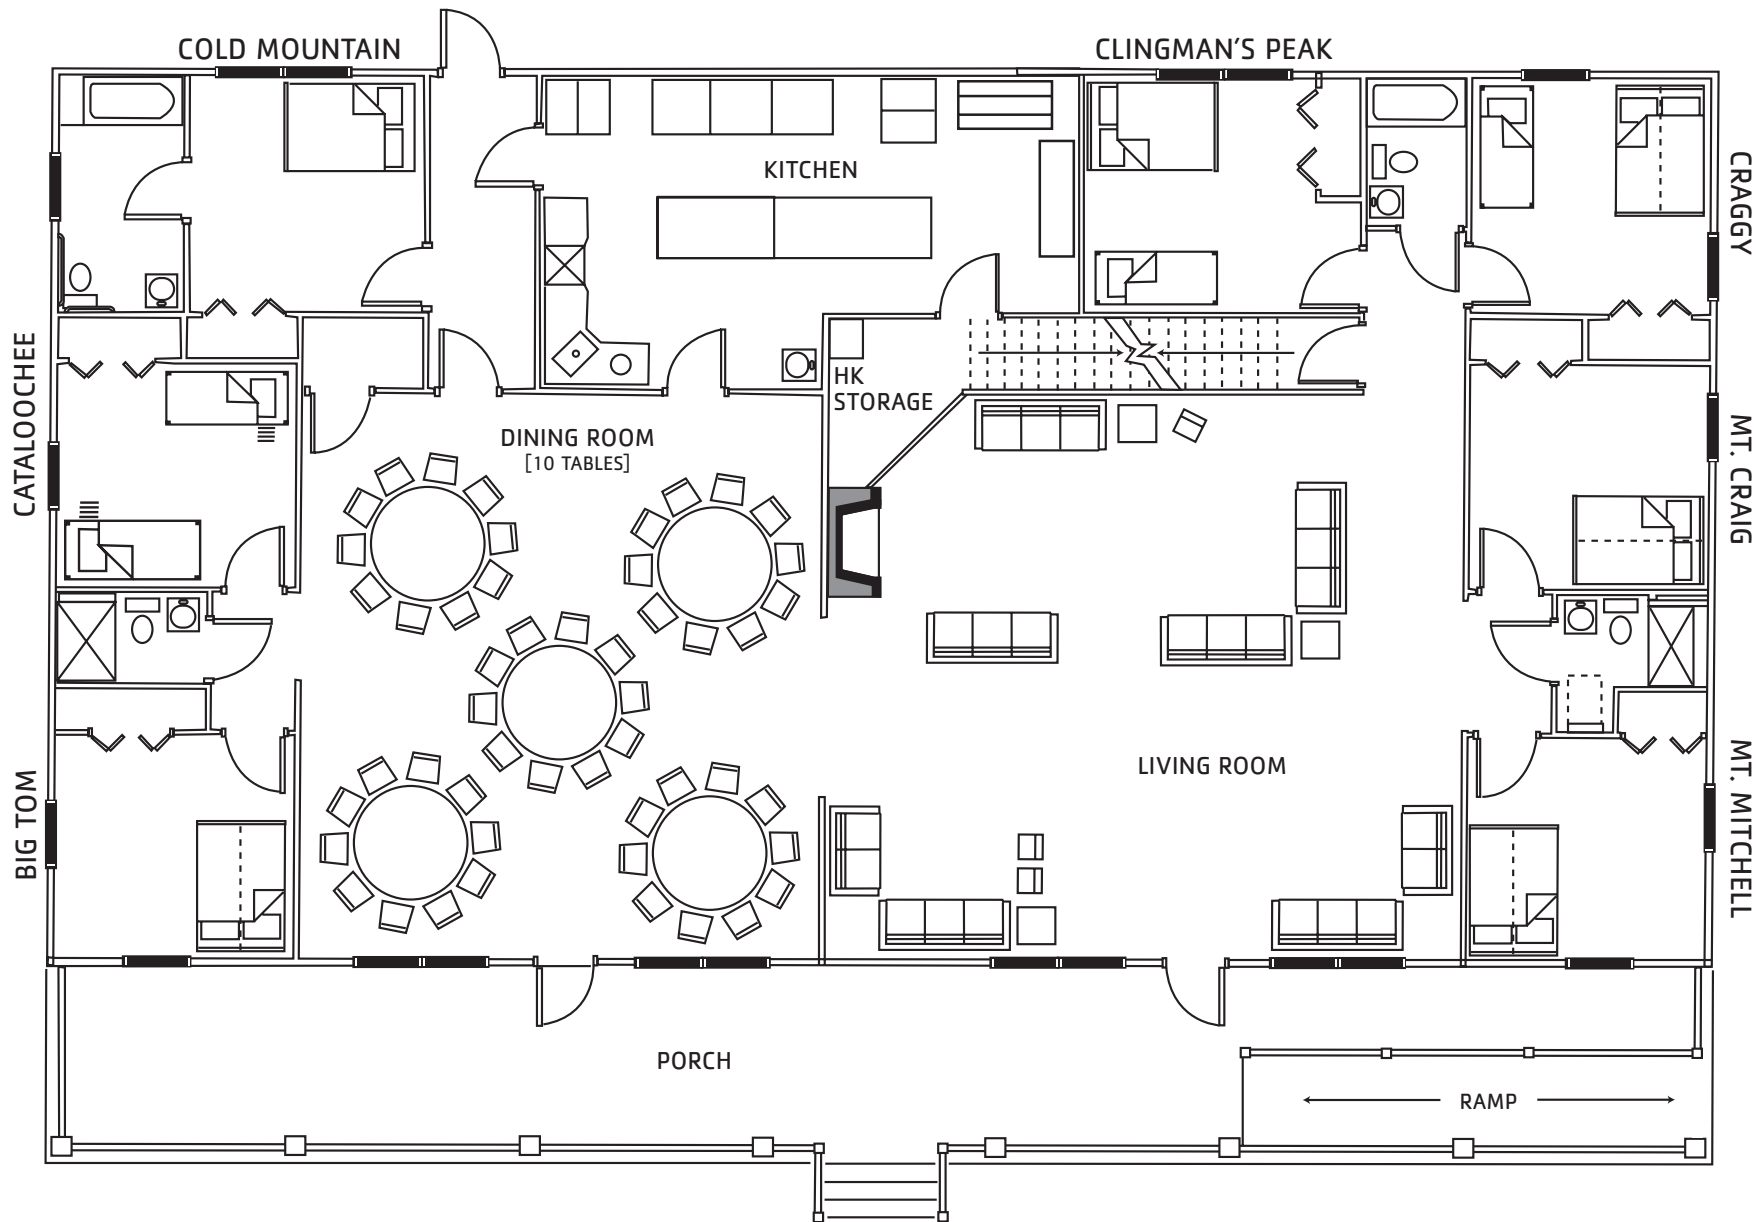 COLD MOUNTAIN
CLINGMAN'S PEAK
KITCHEN
CRAGGY
CATALOOCHEE
HK
STORAGE
DINING ROOM
[10 TABLES]
MT. CRAIG
BIG TOM
LIVING ROOM
MT. MITCHELL
PORCH
RAMP